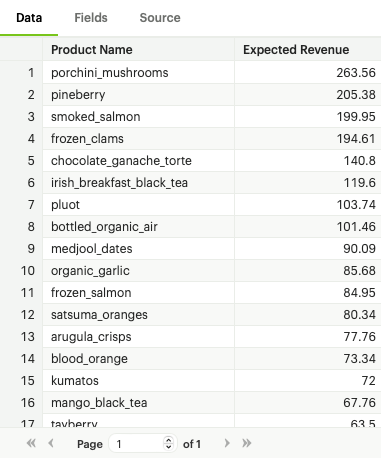 Data Fields Source
Product Name Expected Revenue
1 porchini_mushrooms 263.56
2 pineberry 205.38
3 smoked_salmon 199.95
4 frozen_clams 194.61
5 chocolate_ganache_torte 140.8
6 irish_breakfast_black_tea 119.6
7 pluot 103.74
8 bottled_organic_air 101.46
9 medjool_dates 90.09
10 organic_garlic 85.68
11 frozen_salmon 84.95
12 satsuma_oranges 80.34
13 arugula_crisps 77.76
14 blood_orange 73.34
15 kumatos 72
16 mango_black_tea 67.76
17 tayberry 63.5
Page 1 of 1